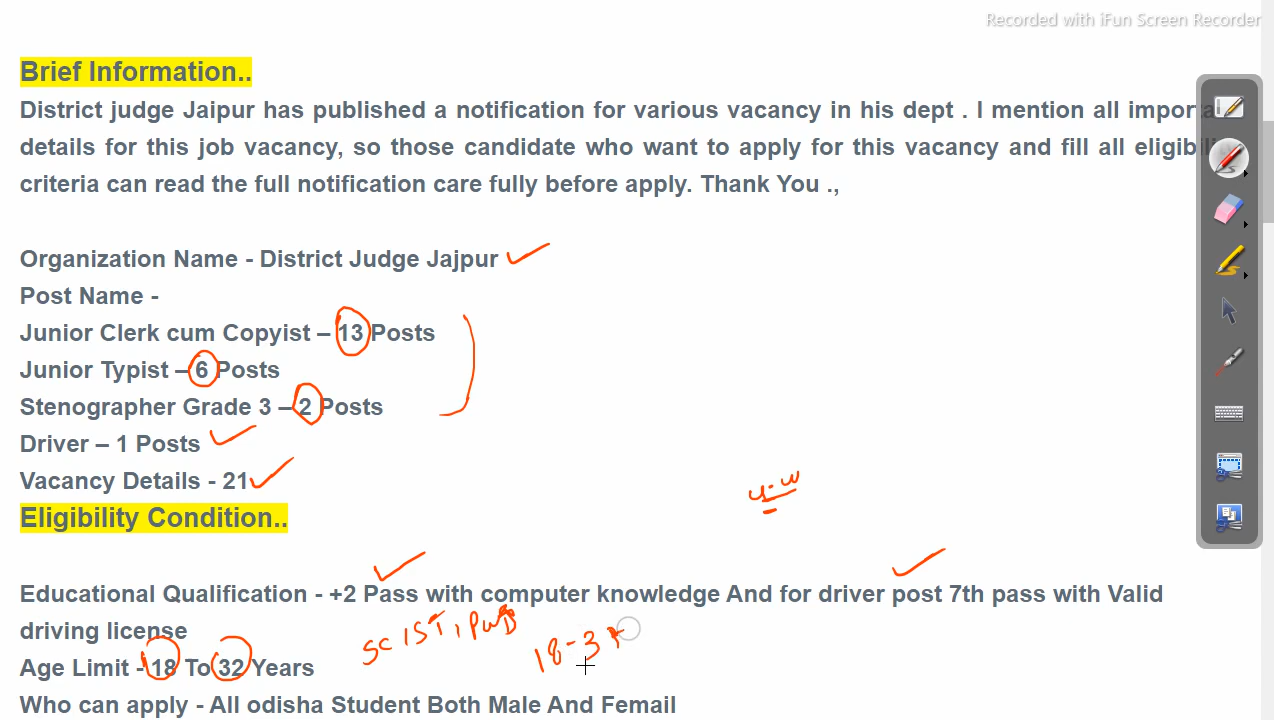 Recorded with iFun Screen Recorder
Brief Information..
District judge Jaipur has published a notification for various vacancy in his dept . I mention all importa
details for this job vacancy, so those candidate who want to apply for this vacancy and fill all eligibili
criteria can read the full notification care fully before apply. Thank You .,
Organization Name - District Judge Jajpur
Post Name -
Junior Clerk cum Copyist – 13 Posts
Junior Typist – 6 Posts
Stenographer Grade 3 – 2 Posts
Driver – 1 Posts
Vacancy Details - 21
Eligibility Condition..
Educational Qualification - +2 Pass with computer knowledge And for driver post 7th pass with Valid
driving license
SC 1ST, PwD
18-3
Age Limit - 18 To 32 Years
Who can apply - All odisha Student Both Male And Femail